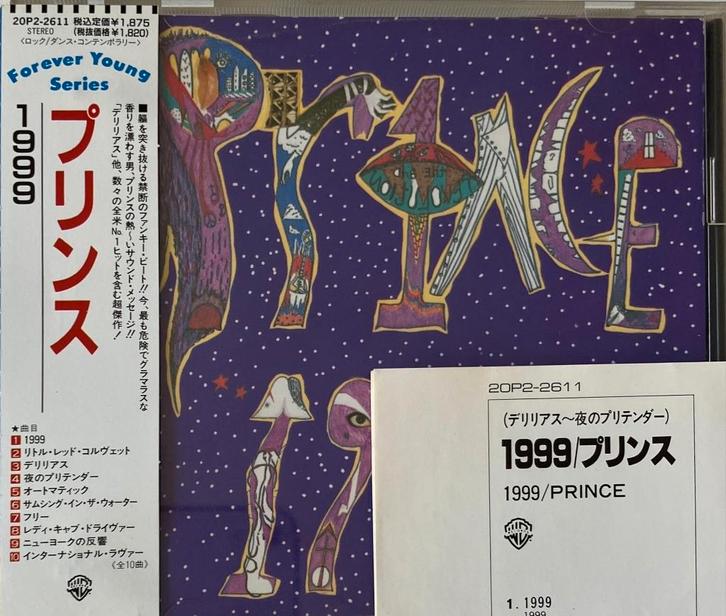 20P2-2611 税込定価¥1,875
STEREO (税抜価格¥1,820)
〈ロック/ダンス・コンテンポラリー〉
Forever Young
Series
プリンス
1999
■軀を突き抜ける禁断のファンキー・ビート!!今、最も危険でグラマラスな
香りを漂わす男、プリンスの熱〜いサウンド・メッセージ!!
「デリリアス」他、数々の全米No.1ヒットを含む超傑作!
★曲目
1 1999
2 リトル・レッド・コルヴェット
3 デリリアス
4 夜のプリテンダー
5 オートマティック
6 サムシング・イン・ザ・ウォーター
7 フリー
8 レディ・キャブ・ドライヴァー
9 ニューヨークの反響
10 インターナショナル・ラヴァー
《全10曲》
PRINCE
19
20P2-2611
(デリリアス〜夜のプリテンダー)
1999/プリンス
1999/PRINCE
1. 1999
1999